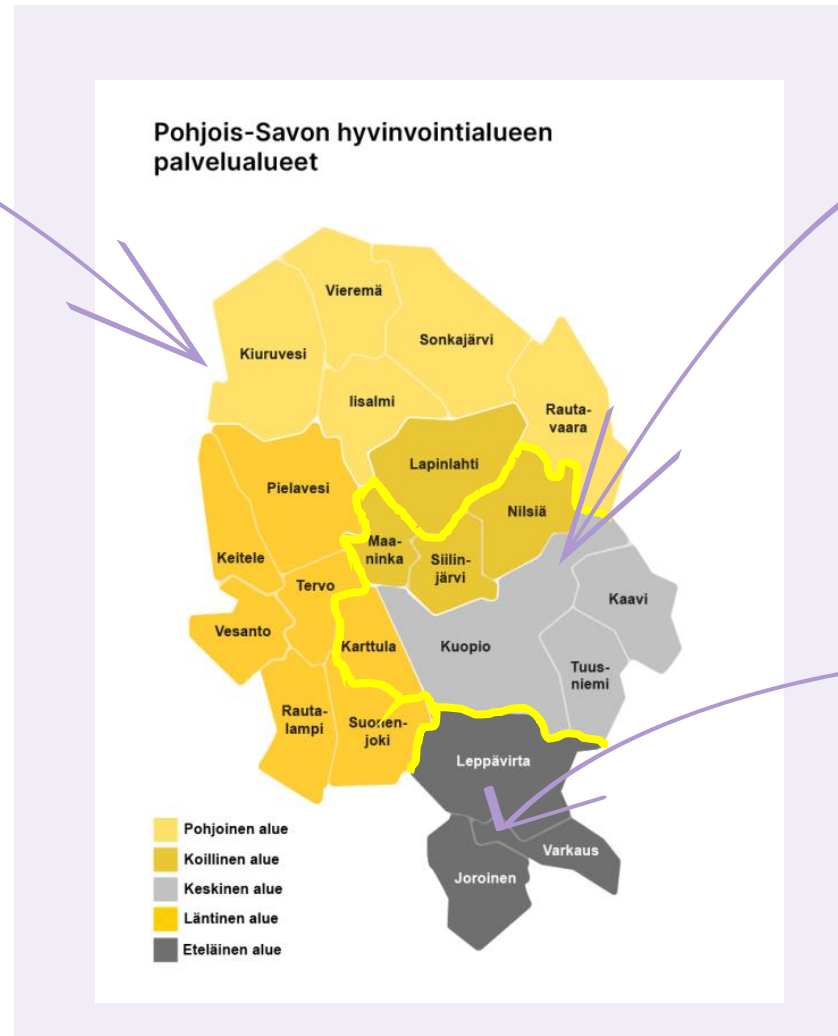 Pohjois-Savon hyvinvointialueen
palvelualueet
Vieremä
Kiuruvesi
Sonkajärvi
Iisalmi
Rauta-
vaara
Lapinlahti
Pielavesi
Nilsiä
Maa-
ninka
Siilin-
järvi
Keitele
Tervo
Kaavi
Vesanto
Karttula
Kuopio
Tuus-
niemi
Rauta-
lampi
Suonen-
joki
Leppävirta
Varkaus
Joroinen
Pohjoinen alue
Koillinen alue
Keskinen alue
Läntinen alue
Eteläinen alue